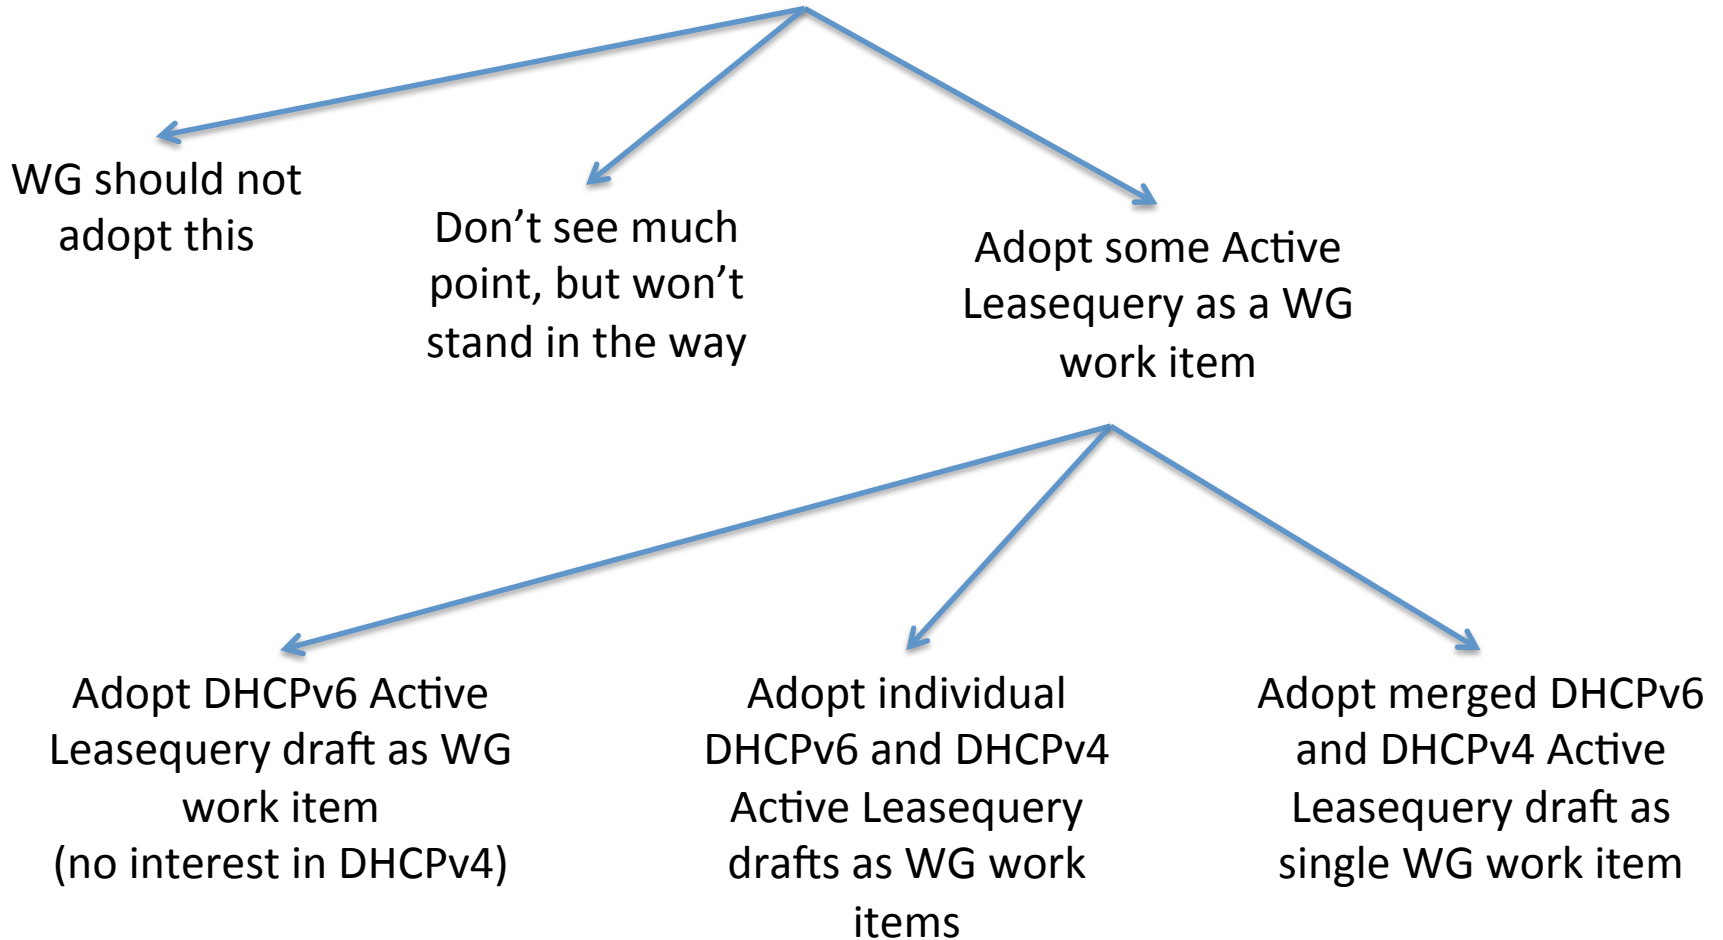 WG should not
adopt this
Don’t see much
point, but won’t
stand in the way
Adopt some Active
Leasequery as a WG
work item
Adopt DHCPv6 Active
Leasequery draft as WG
work item
(no interest in DHCPv4)
Adopt individual
DHCPv6 and DHCPv4
Active Leasequery
drafts as WG work
items
Adopt merged DHCPv6
and DHCPv4 Active
Leasequery draft as
single WG work item